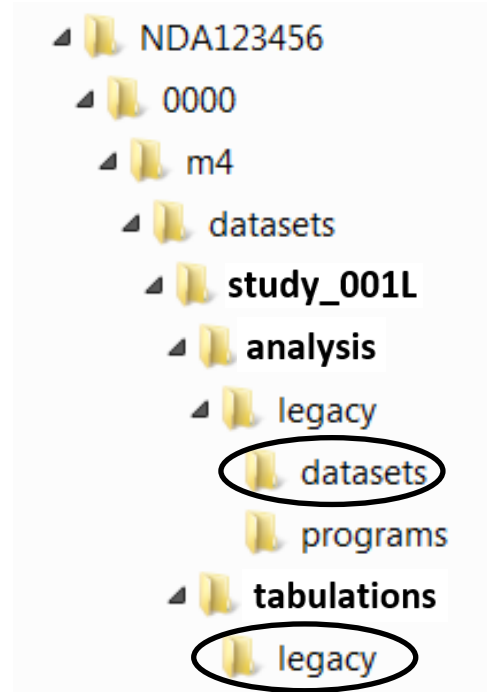 NDA123456
0000
m4
datasets
study_001L
analysis
legacy
datasets
programs
tabulations
legacy